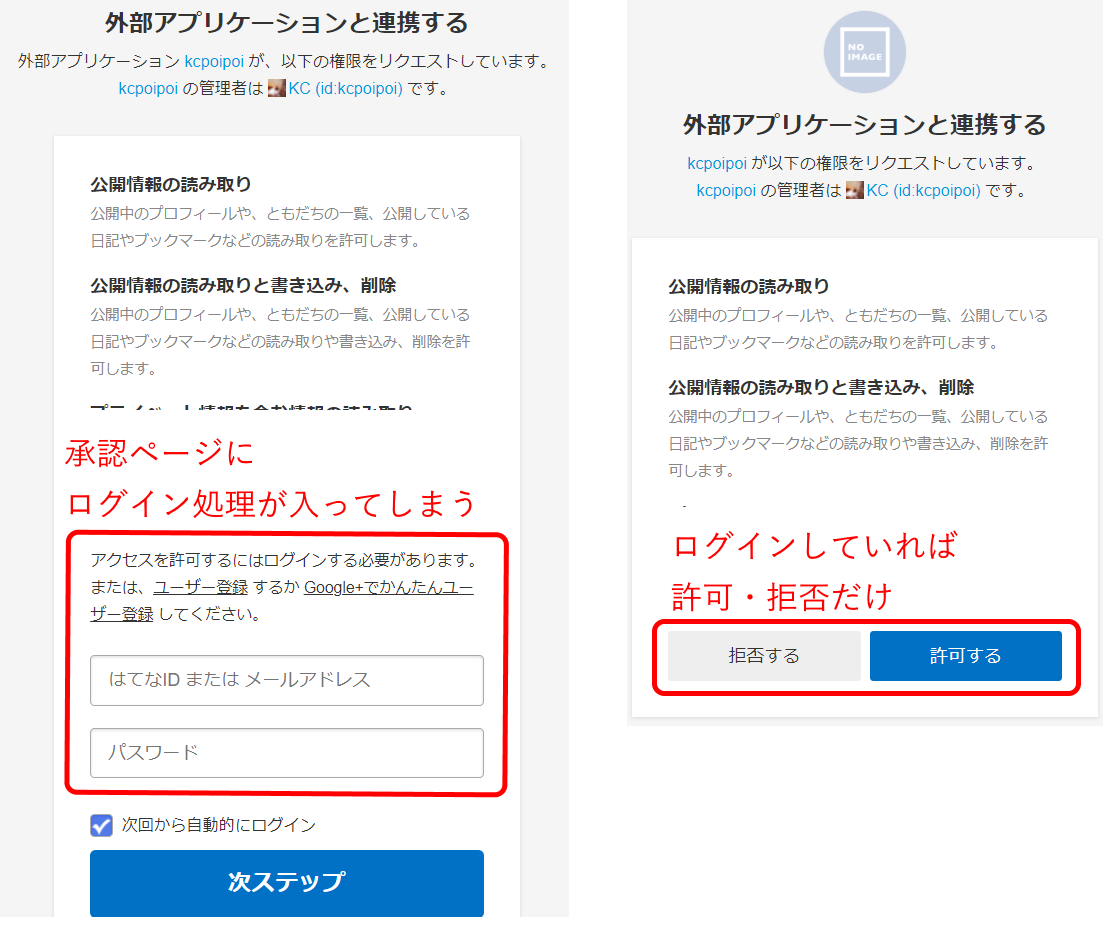 外部アプリケーションと連携する
外部アプリケーション kcpoipoi が、以下の権限をリクエストしています。
kcpoipoi の管理者は KC (id:kcpoipoi) です。
公開情報の読み取り
公開中のプロフィールや、ともだちの一覧、公開している
日記やブックマークなどの読み取りを許可します。
公開情報の読み取りと書き込み、削除
公開中のプロフィールや、ともだちの一覧、公開している
日記やブックマークなどの読み取りや書き込み、削除を許
可します。
プライベート情報を含む情報の読み取り
承認ページに
ログイン処理が入ってしまう
アクセスを許可するにはログインする必要があります。
または、ユーザー登録 するか Google+でかんたんユー
ザー登録 してください。
はてなID または メールアドレス
パスワード
次回から自動的にログイン
次ステップ
NO
IMAGE
外部アプリケーションと連携する
kcpoipoi が以下の権限をリクエストしています。
kcpoipoi の管理者は KC (id:kcpoipoi) です。
公開情報の読み取り
公開中のプロフィールや、ともだちの一覧、公開している
日記やブックマークなどの読み取りを許可します。
公開情報の読み取りと書き込み、削除
公開中のプロフィールや、ともだちの一覧、公開している
日記やブックマークなどの読み取りや書き込み、削除を許
可します。
ログインしていれば
許可・拒否だけ
拒否する
許可する